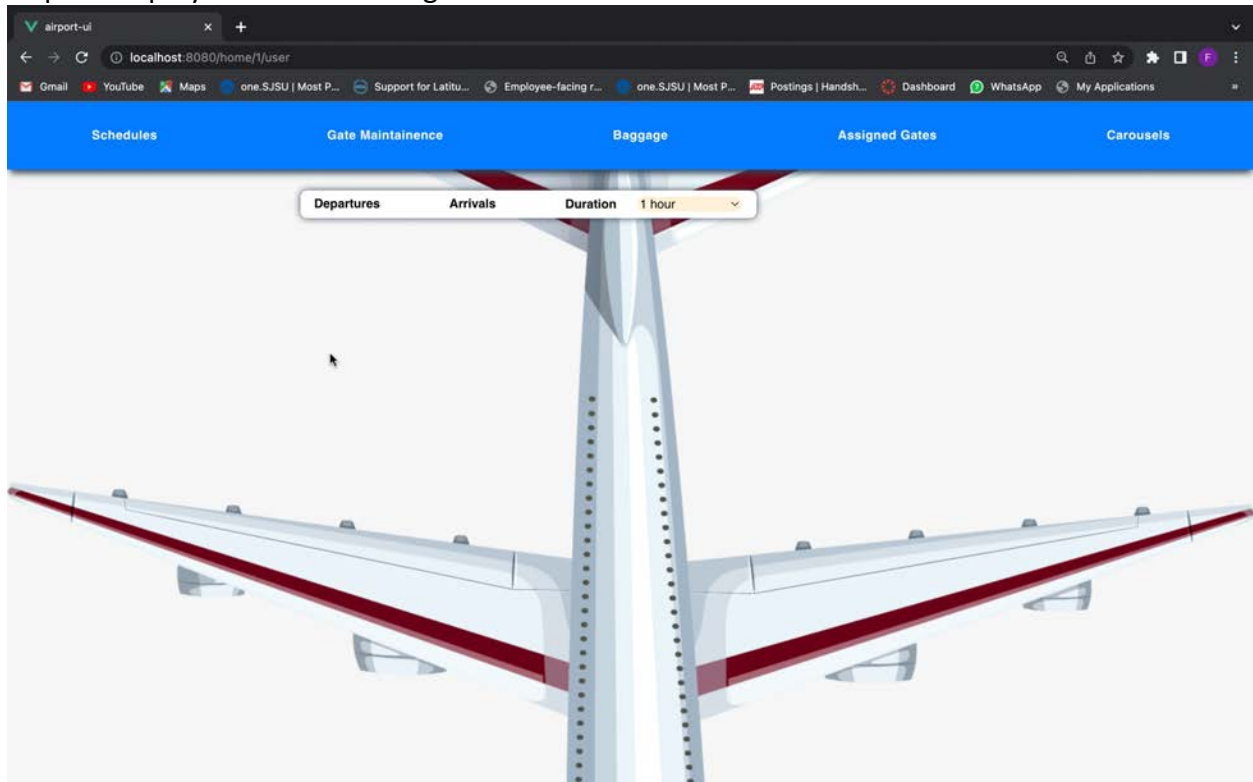 airport-ui
localhost:8080/home/1/user
F
Gmail YouTube Maps one.SJSU | Most P... Support for Latitu... Employee-facing r... one.SJSU | Most P... Postings | Handsh... Dashboard WhatsApp My Applications
Schedules Gate Maintainence Baggage Assigned Gates Carousels
Departures Arrivals Duration 1 hour